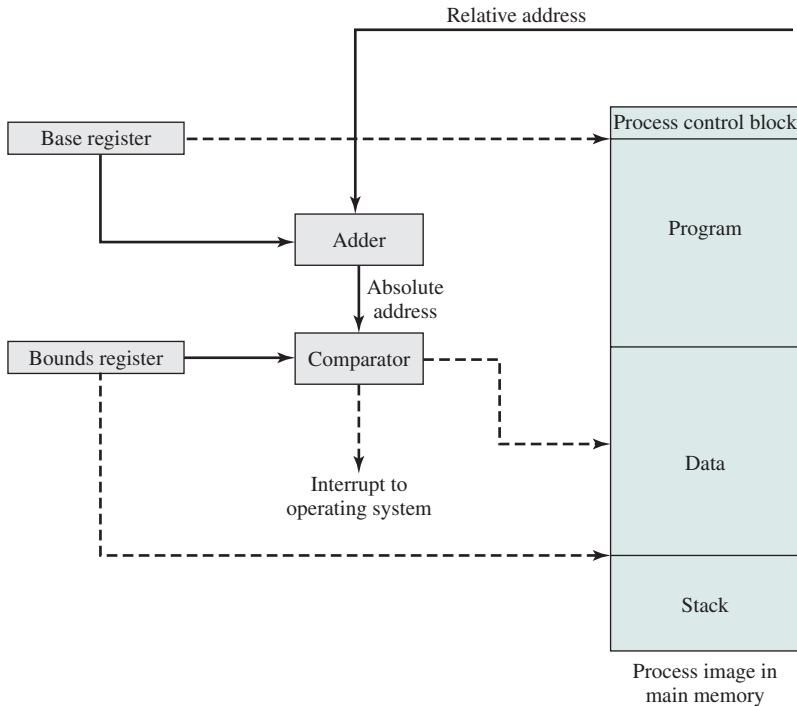 Relative address
Process control block
Base register
Program
Adder
Absolute
address
Bounds register
Comparator
Data
Interrupt to
operating system
Stack
Process image in
main memory